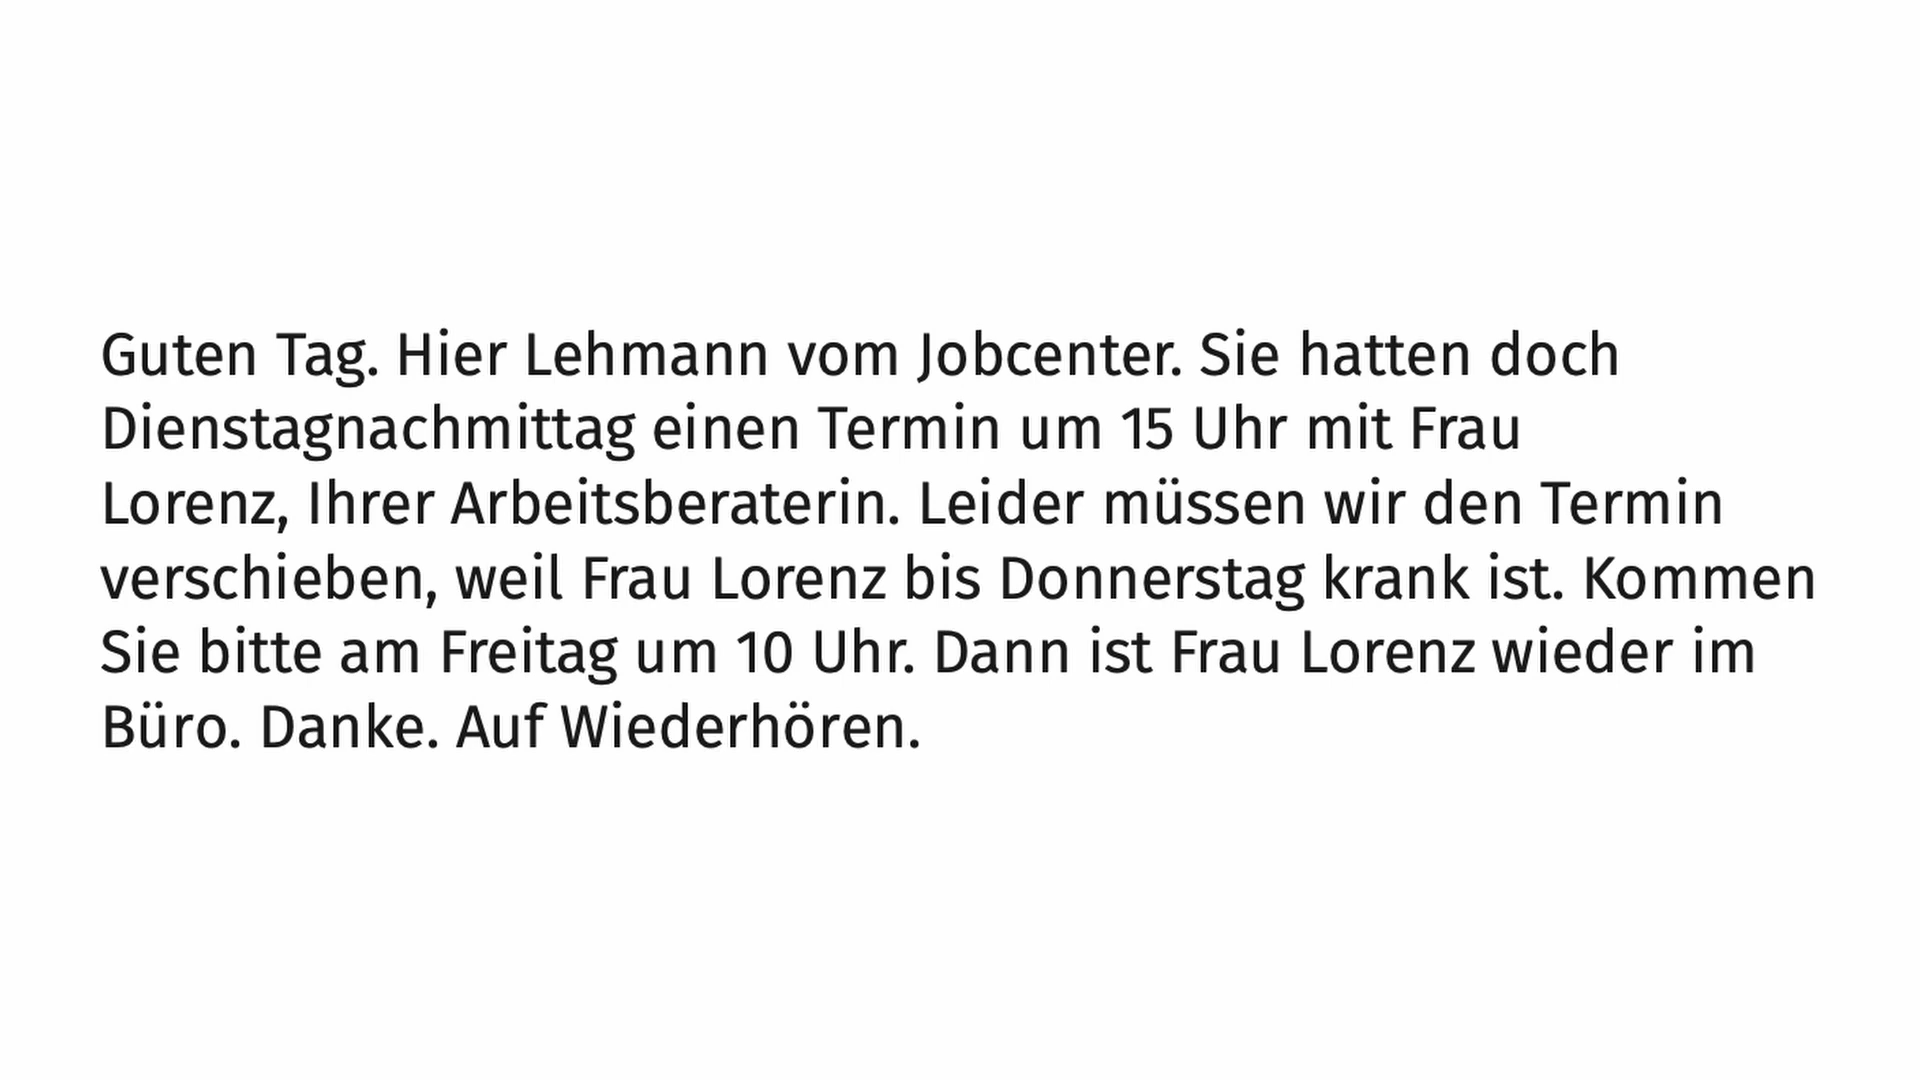 Guten Tag. Hier Lehmann vom Jobcenter. Sie hatten doch
Dienstagnachmittag einen Termin um 15 Uhr mit Frau
Lorenz, Ihrer Arbeitsberaterin. Leider müssen wir den Termin
verschieben, weil Frau Lorenz bis Donnerstag krank ist. Kommen
Sie bitte am Freitag um 10 Uhr. Dann ist Frau Lorenz wieder im
Büro. Danke. Auf Wiederhören.